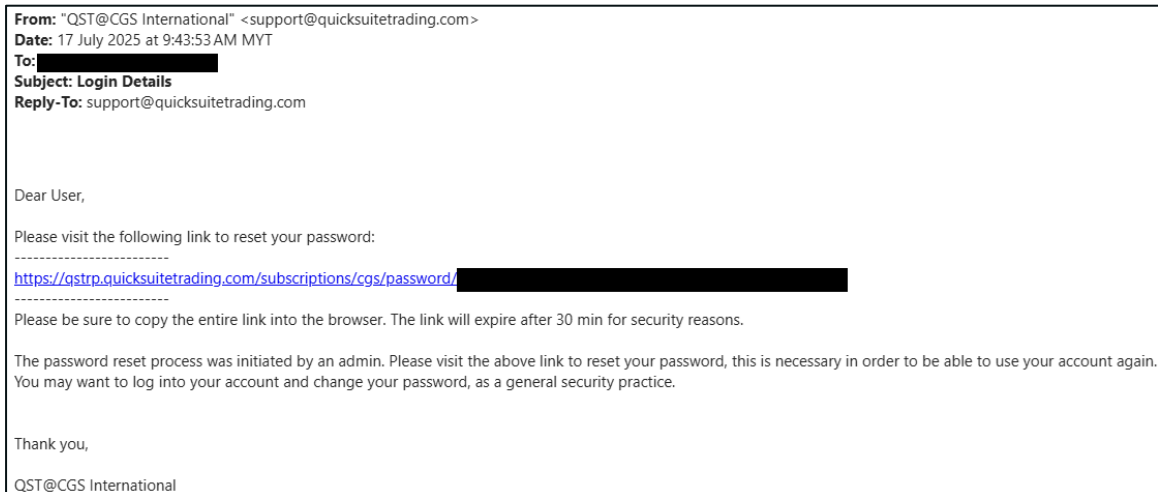 From: "QST@CGS International" <support@quicksuitetrading.com>
Date: 17 July 2025 at 9:43:53 AM MYT
To:
Subject: Login Details
Reply-To: support@quicksuitetrading.com
Dear User,
Please visit the following link to reset your password:
-------------------------
https://qstrp.quicksuitetrading.com/subscriptions/cgs/password/
-------------------------
Please be sure to copy the entire link into the browser. The link will expire after 30 min for security reasons.
The password reset process was initiated by an admin. Please visit the above link to reset your password, this is necessary in order to be able to use your account again.
You may want to log into your account and change your password, as a general security practice.
Thank you,
QST@CGS International